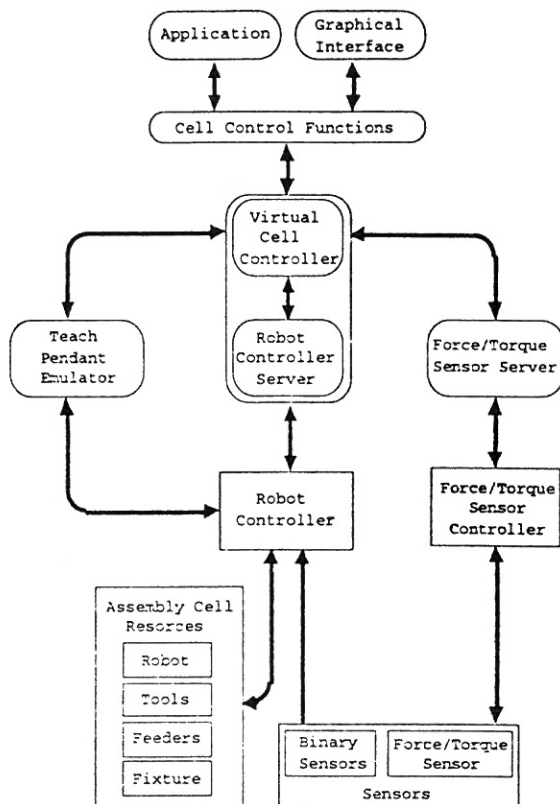 Application
Graphical
Interface
Cell Control Functions
Virtual
Cell
Controller
Teach
Pendant
Emulator
Robot
Controller
Server
Force/Torque
Sensor Server
Robot
Controller
Force/Torque
Sensor
Controller
Assembly Cell
Resorces
Robot
Tools
Feeders
Fixture
Binary
Sensors
Force/Torque
Sensor
Sensors